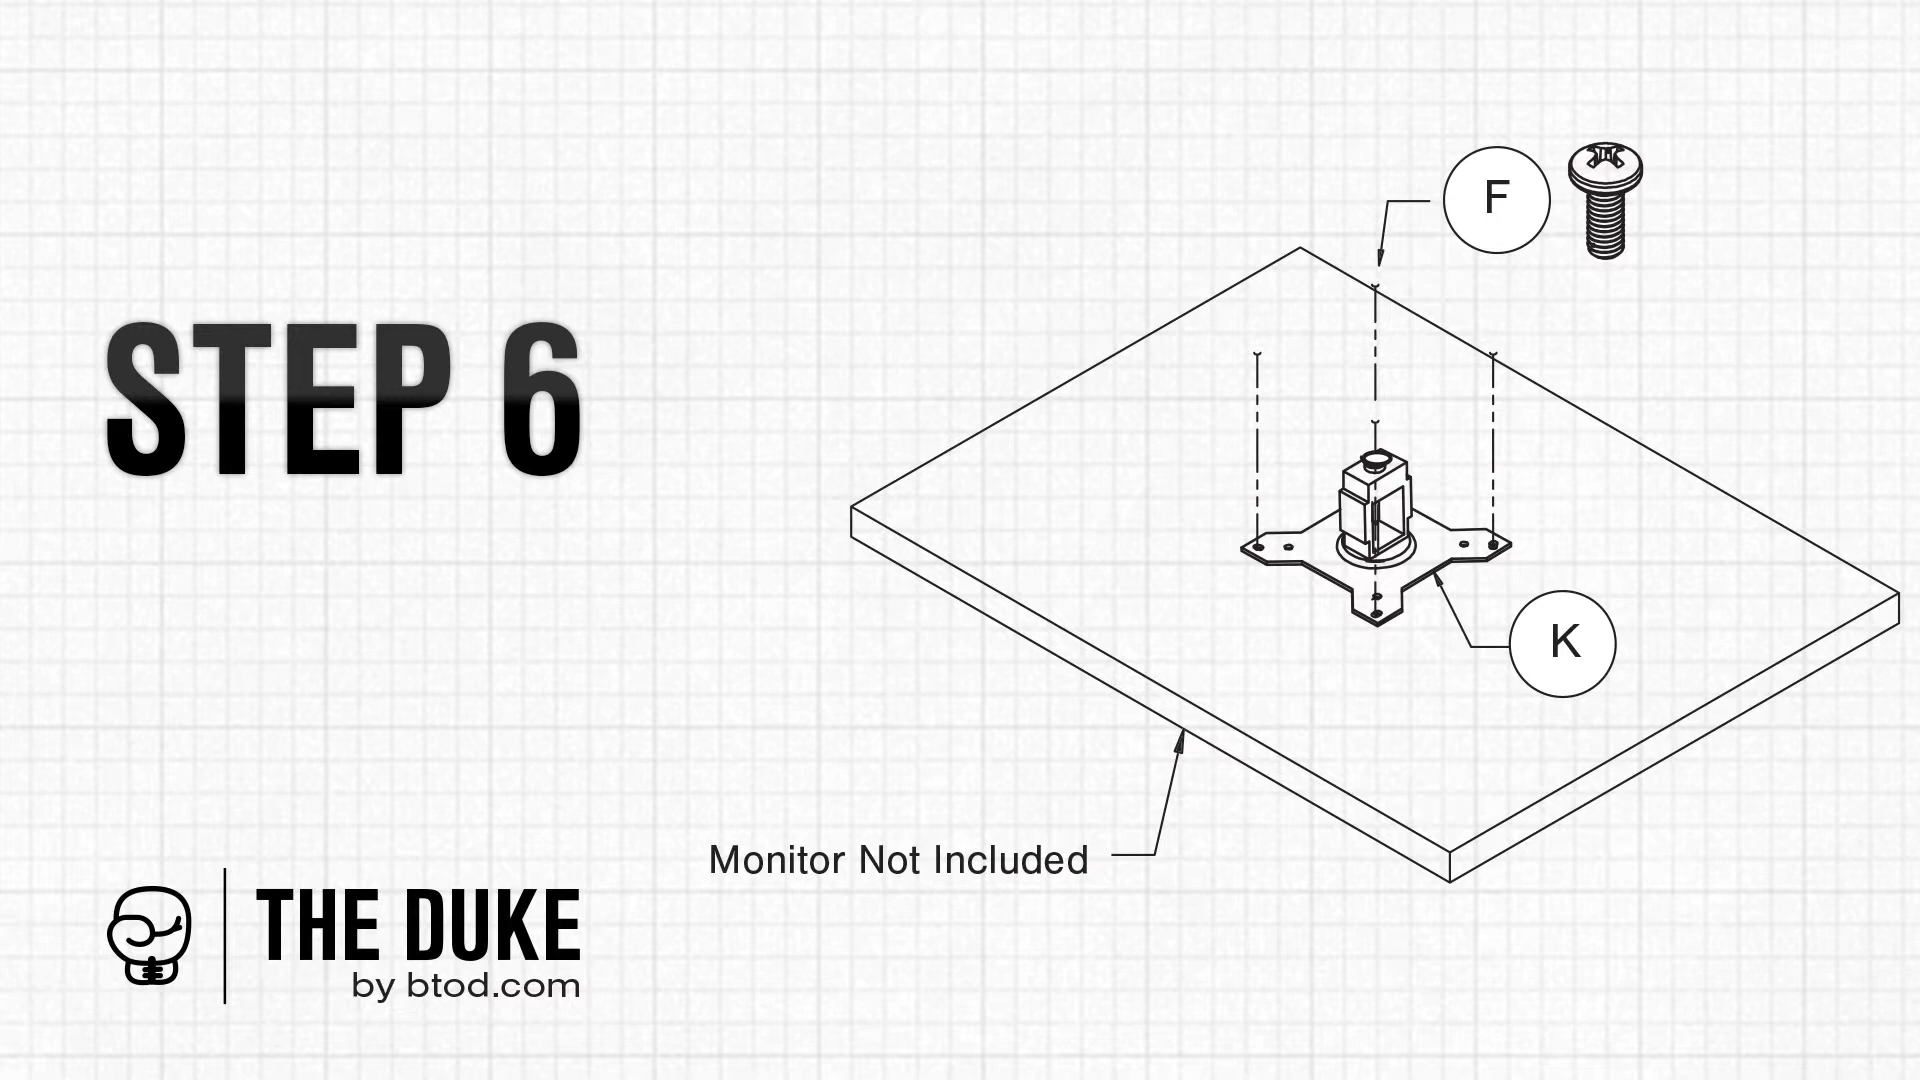 STEP 6
F
K
Monitor Not Included
THE DUKE
by btod.com